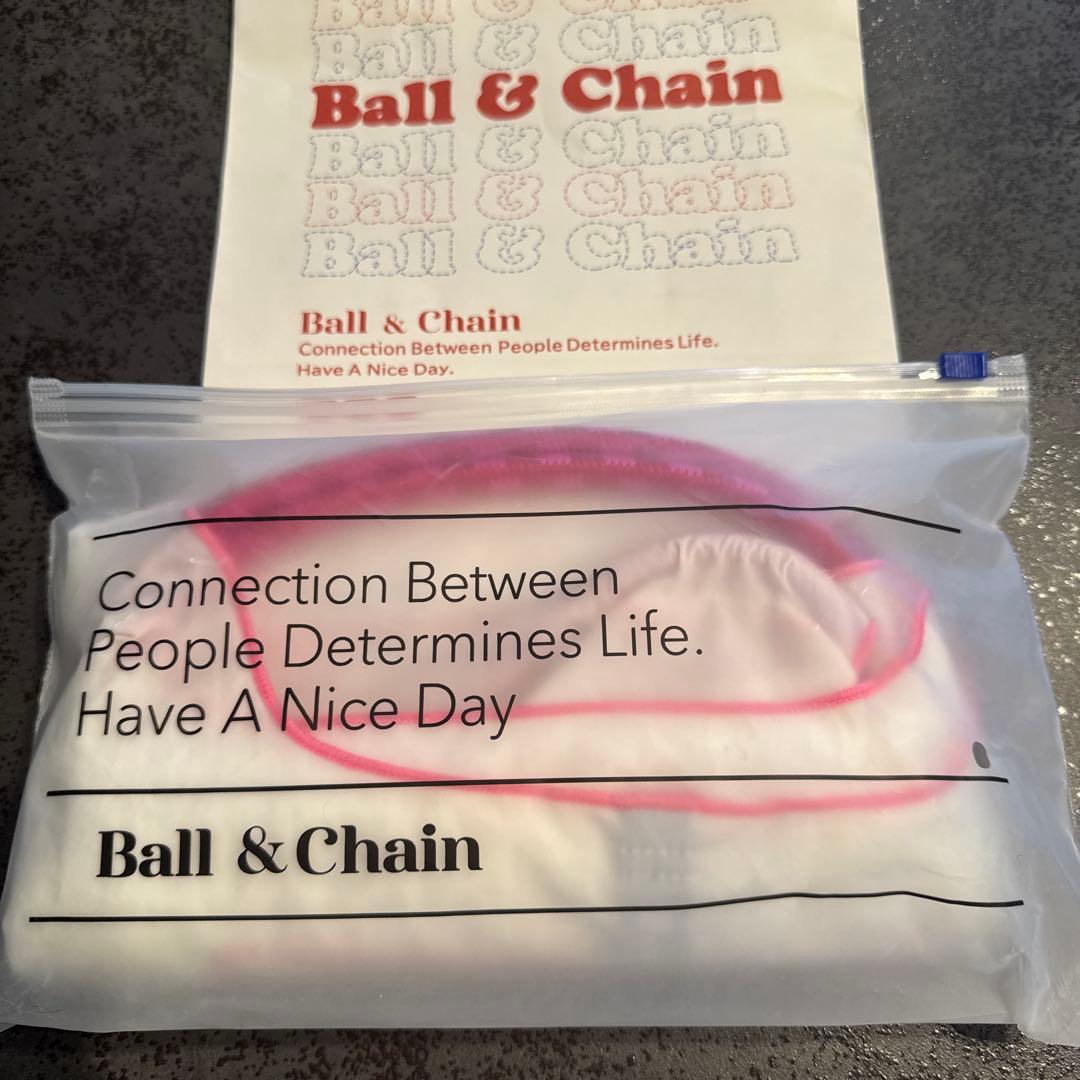 Ball & Chain
Ball & Chain
Ball & Chain
Ball & Chain
Ball & Chain
Ball & Chain
Ball & Chain
Connection Between People Determines Life.
Have A Nice Day.
Connection Between
People Determines Life.
Have A Nice Day
Ball & Chain